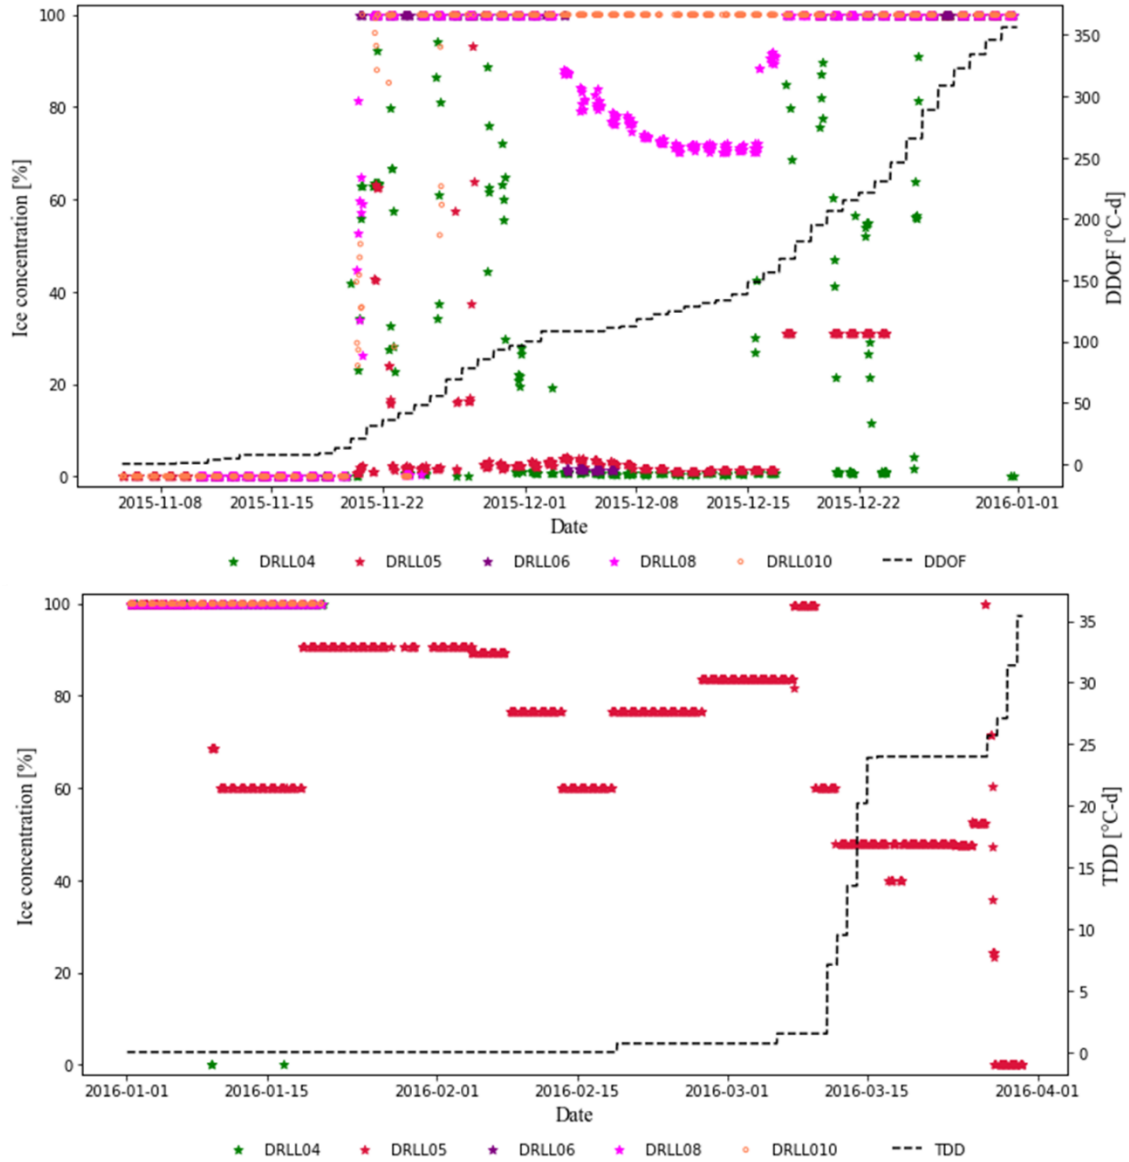 100
80
60
40
20
0
Ice concentration [%]
350
300
250
200
150
100
50
0
DDOF [°C-d]
2015-11-08 2015-11-15 2015-11-22 2015-12-01 2015-12-08 2015-12-15 2015-12-22 2016-01-01
Date
DRLL04 DRLL05 DRLL06 DRLL08 DRLL010 DDOF
100
80
60
40
20
0
Ice concentration [%]
35
30
25
20
15
10
5
0
TDD [°C-d]
2016-01-01 2016-01-15 2016-02-01 2016-02-15 2016-03-01 2016-03-15 2016-04-01
Date
DRLL04 DRLL05 DRLL06 DRLL08 DRLL010 TDD